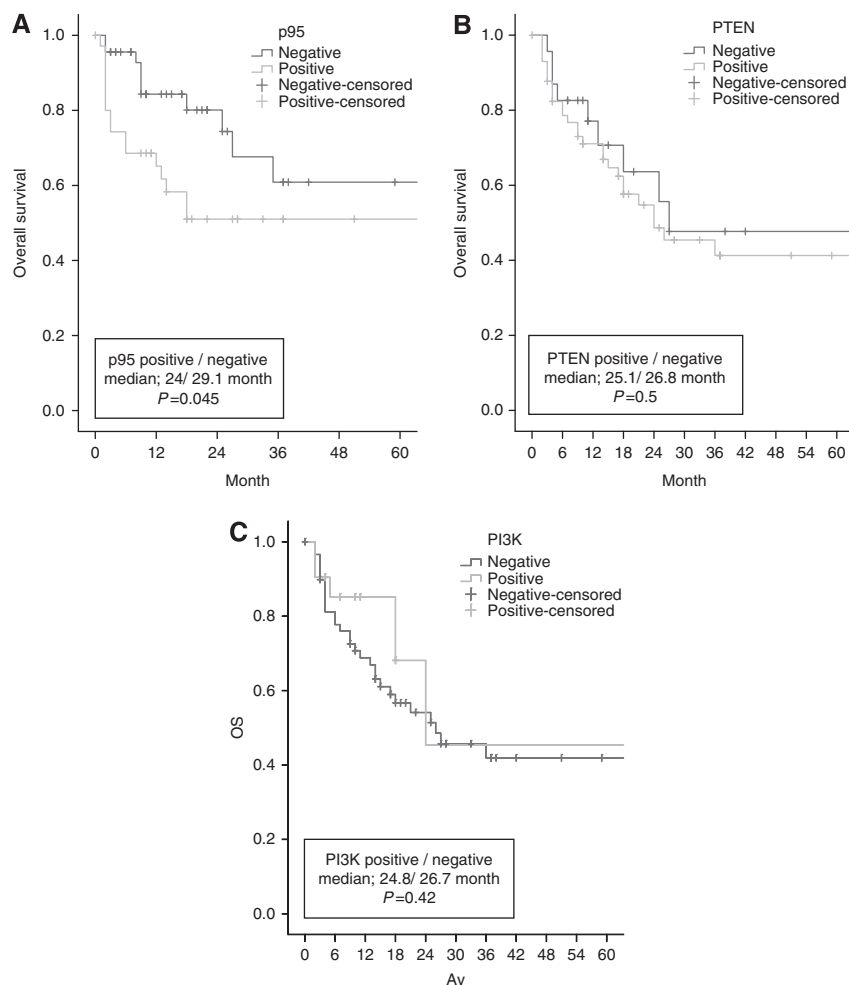 A
p95
Negative
Positive
Negative-censored
Positive-censored
1.0
0.8
0.6
0.4
0.2
0.0
Overall survival
p95 positive / negative
median; 24/ 29.1 month
P=0.045
0 12 24 36 48 60
Month
B
PTEN
Negative
Positive
Negative-censored
Positive-censored
1.0
0.8
0.6
0.4
0.2
0.0
Overall survival
PTEN positive / negative
median; 25.1/ 26.8 month
P=0.5
0 6 12 18 24 30 36 42 48 54 60
Month
C
PI3K
Negative
Positive
Negative-censored
Positive-censored
1.0
0.8
0.6
0.4
0.2
0.0
OS
PI3K positive / negative
median; 24.8/ 26.7 month
P=0.42
0 6 12 18 24 30 36 42 48 54 60
Ay